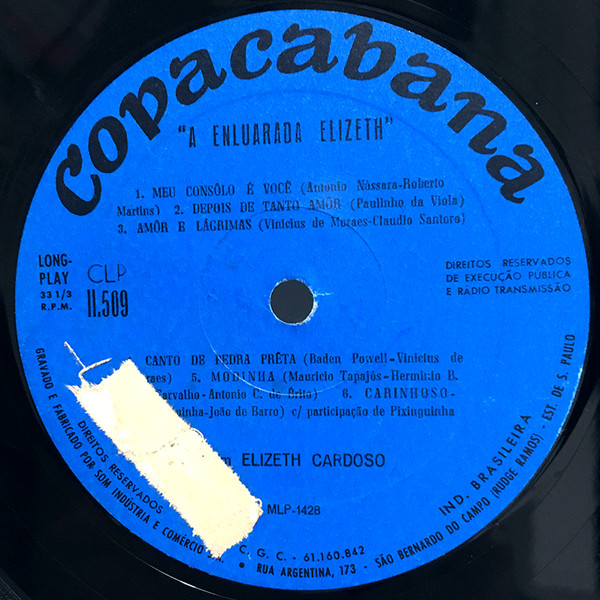 Copacabana
"A ENLUARADA ELIZETH"
1. MEU CONSÔLO É VOCÊ (Antonio Nássara-Roberto
Martins) 2. DEPOIS DE TANTO AMÔR (Paulinho da Viola)
3. AMÔR E LÁGRIMAS (Vinicius de Moraes-Claudio Santoro)
LONG-
PLAY
33 1/3
R.P.M.
CLP
11.509
DIREITOS RESERVADOS
DE EXECUÇÃO PÚBLICA
E RÁDIO TRANSMISSÃO
CANTO DE PEDRA PRÊTA (Baden Powell-Vinicius de
raes) 5. MODINHA (Mauricio Tapajós-Herminio B.
Carvalho-Antonio C. de Brito) 6. CARINHOSO-
inguinha-João de Barro) c/ participação de Pixinguinha
m ELIZETH CARDOSO
MLP-1428
GRAVADO E FABRICADO POR SOM INDÚSTRIA E COMÉRCIO S.A.
DIREITOS RESERVADOS
C. G. C. - 61.160.842
• RUA ARGENTINA, 173 - SÃO BERNARDO DO CAMPO (RUDGE RAMOS) • EST. DE S. PAULO
IND. BRASILEIRA